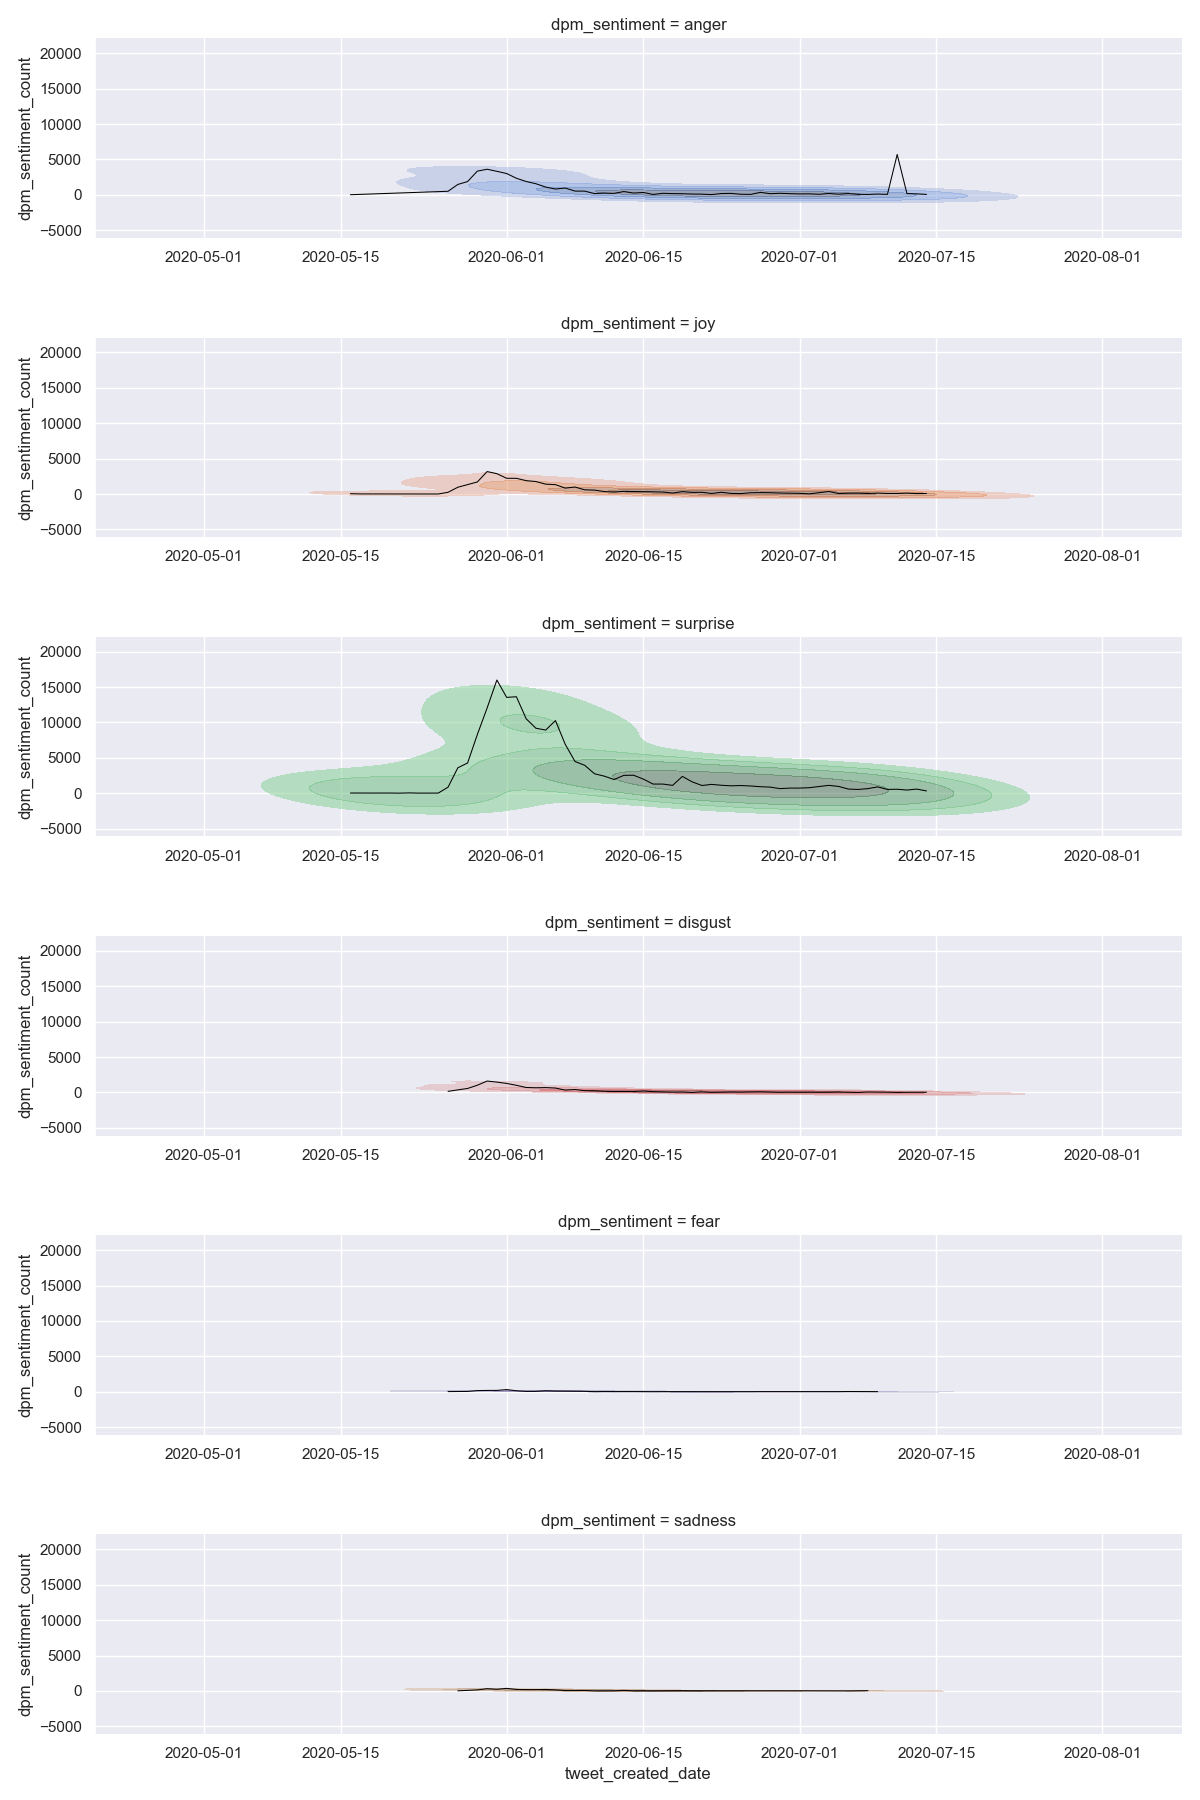 dpm_sentiment = anger
20000
15000
10000
5000
0
−5000
dpm_sentiment_count
2020-05-01 2020-05-15 2020-06-01 2020-06-15 2020-07-01 2020-07-15 2020-08-01
dpm_sentiment = joy
20000
15000
10000
5000
0
−5000
dpm_sentiment_count
2020-05-01 2020-05-15 2020-06-01 2020-06-15 2020-07-01 2020-07-15 2020-08-01
dpm_sentiment = surprise
20000
15000
10000
5000
0
−5000
dpm_sentiment_count
2020-05-01 2020-05-15 2020-06-01 2020-06-15 2020-07-01 2020-07-15 2020-08-01
dpm_sentiment = disgust
20000
15000
10000
5000
0
−5000
dpm_sentiment_count
2020-05-01 2020-05-15 2020-06-01 2020-06-15 2020-07-01 2020-07-15 2020-08-01
dpm_sentiment = fear
20000
15000
10000
5000
0
−5000
dpm_sentiment_count
2020-05-01 2020-05-15 2020-06-01 2020-06-15 2020-07-01 2020-07-15 2020-08-01
dpm_sentiment = sadness
20000
15000
10000
5000
0
−5000
dpm_sentiment_count
2020-05-01 2020-05-15 2020-06-01 2020-06-15 2020-07-01 2020-07-15 2020-08-01
tweet_created_date